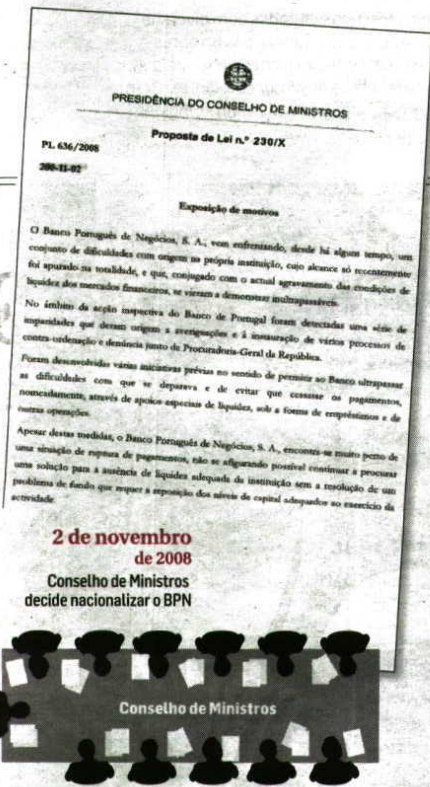 PRESIDÊNCIA DO CONSELHO DE MINISTROS
Proposta de Lei n.º 230/X
PL 636/2008
200-11-02
Exposição de motivos
O Banco Português de Negócios, S. A., vem enfrentando, desde há algum tempo, um
conjunto de dificuldades com origem na própria instituição, cujo alcance só recentemente
foi apurado na totalidade, e que, conjugado com o actual agravamento das condições de
liquidez dos mercados financeiros, se vieram a demonstrar inultrapassáveis.
No âmbito da acção inspectiva do Banco de Portugal foram detectadas uma série de
imparidades que deram origem a averiguações e à instauração de vários processos de
contra-ordenação e denúncia junto da Procuradoria-Geral da República.
Foram desenvolvidas várias iniciativas prévias no sentido de permitir ao Banco ultrapassar
as dificuldades com que se deparava e de evitar que cessasse os pagamentos,
nomeadamente, através de apoios especiais de liquidez, sob a forma de empréstimos e de
outras operações.
Apesar destas medidas, o Banco Português de Negócios, S. A., encontra-se muito perto de
uma situação de ruptura de pagamentos, não se afigurando possível continuar a procurar
uma solução para a ausência de liquidez adequada da instituição sem a resolução de um
problema de fundo que requer a reposição dos níveis de capital adequados ao exercício da
actividade.
2 de novembro
de 2008
Conselho de Ministros
decide nacionalizar o BPN
Conselho de Ministros